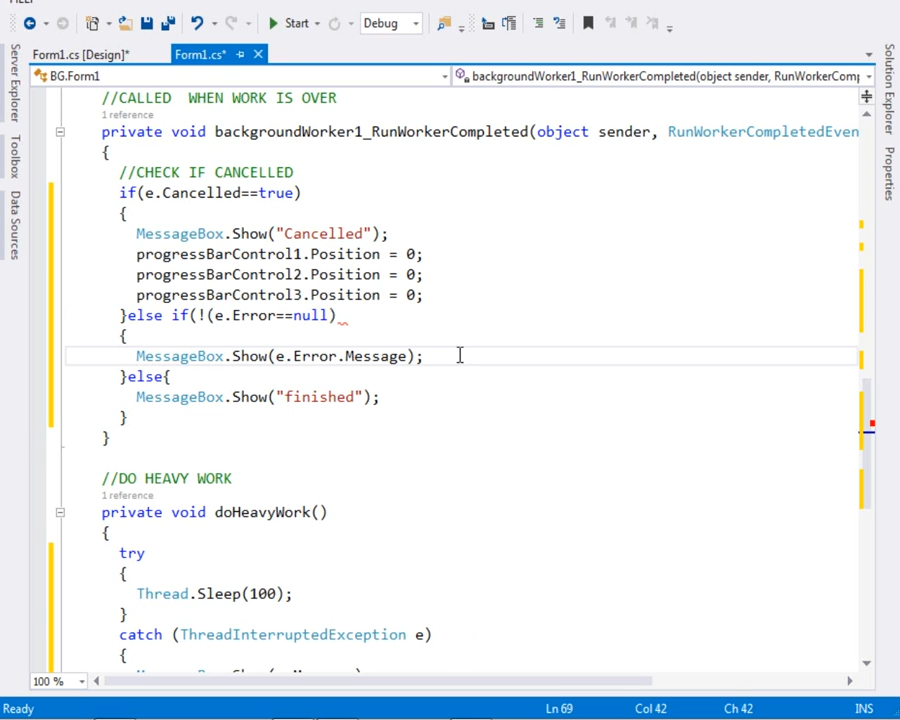 Start
Debug
Form1.cs [Design]*
Form1.cs*
BG.Form1
backgroundWorker1_RunWorkerCompleted(object sender, RunWorkerComp
Server Explorer
Toolbox
Data Sources
Solution Explorer
Properties
//CALLED  WHEN WORK IS OVER
1 reference
private void backgroundWorker1_RunWorkerCompleted(object sender, RunWorkerCompletedEven
{
//CHECK IF CANCELLED
if(e.Cancelled==true)
{
MessageBox.Show("Cancelled");
progressBarControl1.Position = 0;
progressBarControl2.Position = 0;
progressBarControl3.Position = 0;
}else if(!(e.Error==null)
{
MessageBox.Show(e.Error.Message);
}else{
MessageBox.Show("finished");
}
}
//DO HEAVY WORK
1 reference
private void doHeavyWork()
{
try
{
Thread.Sleep(100);
}
catch (ThreadInterruptedException e)
{
100 %
Ready
Ln 69
Col 42
Ch 42
INS